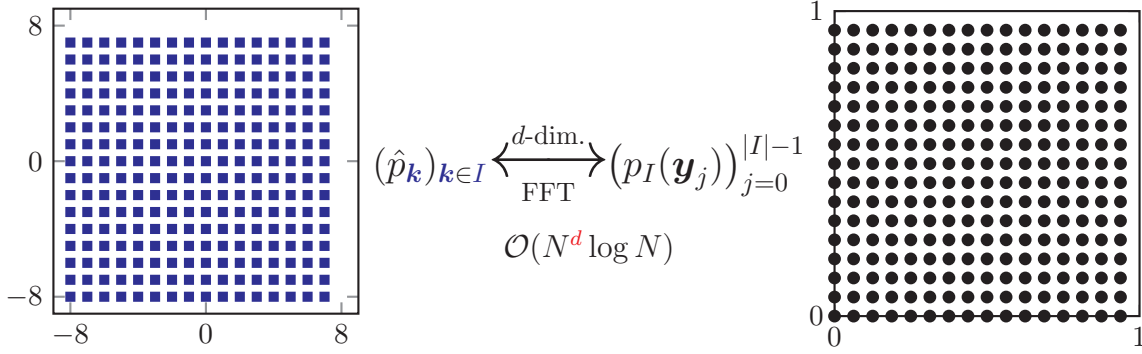 8
0
−8
−8
0
8
(p̂_k)_{k∈I}
d-dim.
FFT
(p_I(y_j))_{j=0}^{|I|−1}
O(N^d log N)
1
0
0
1